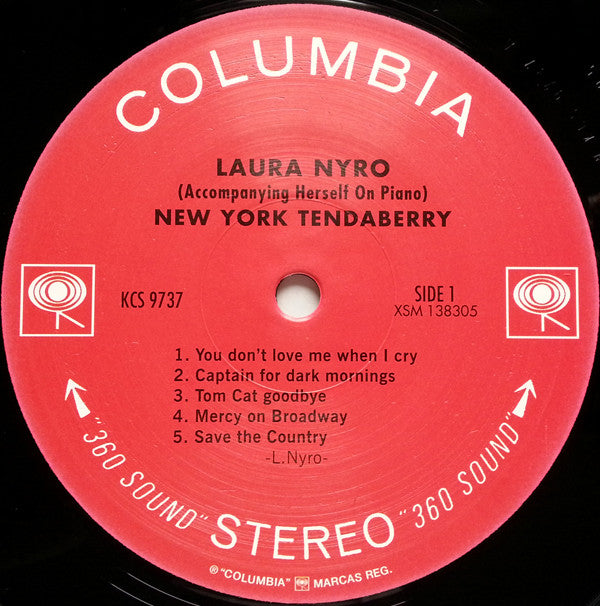 COLUMBIA
LAURA NYRO
(Accompanying Herself On Piano)
NEW YORK TENDABERRY
KCS 9737
SIDE 1
XSM 138305
1. You don't love me when I cry
2. Captain for dark mornings
3. Tom Cat goodbye
4. Mercy on Broadway
5. Save the Country
-L.Nyro-
"360 SOUND" STEREO "360 SOUND"
® "COLUMBIA" MARCAS REG.